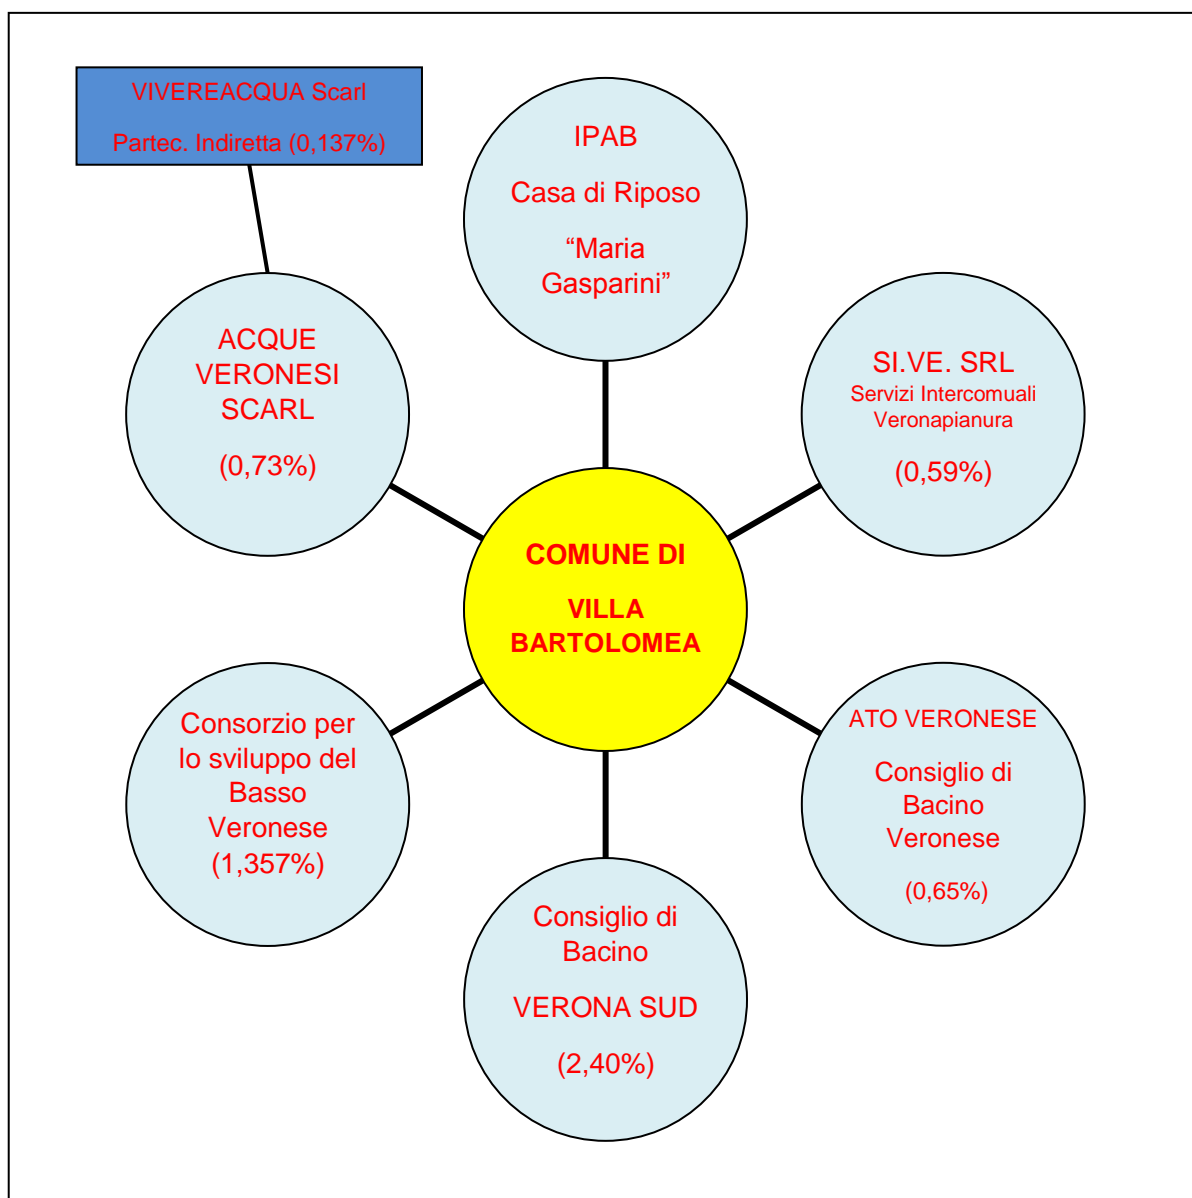 VIVEREACQUA Scarl
Partec. Indiretta (0,137%)
IPAB
Casa di Riposo
“Maria
Gasparini”
ACQUE
VERONESI
SCARL
(0,73%)
SI.VE. SRL
Servizi Intercomuali
Veronapianura
(0,59%)
COMUNE DI
VILLA
BARTOLOMEA
Consorzio per
lo sviluppo del
Basso
Veronese
(1,357%)
ATO VERONESE
Consiglio di
Bacino
Veronese
(0,65%)
Consiglio di
Bacino
VERONA SUD
(2,40%)